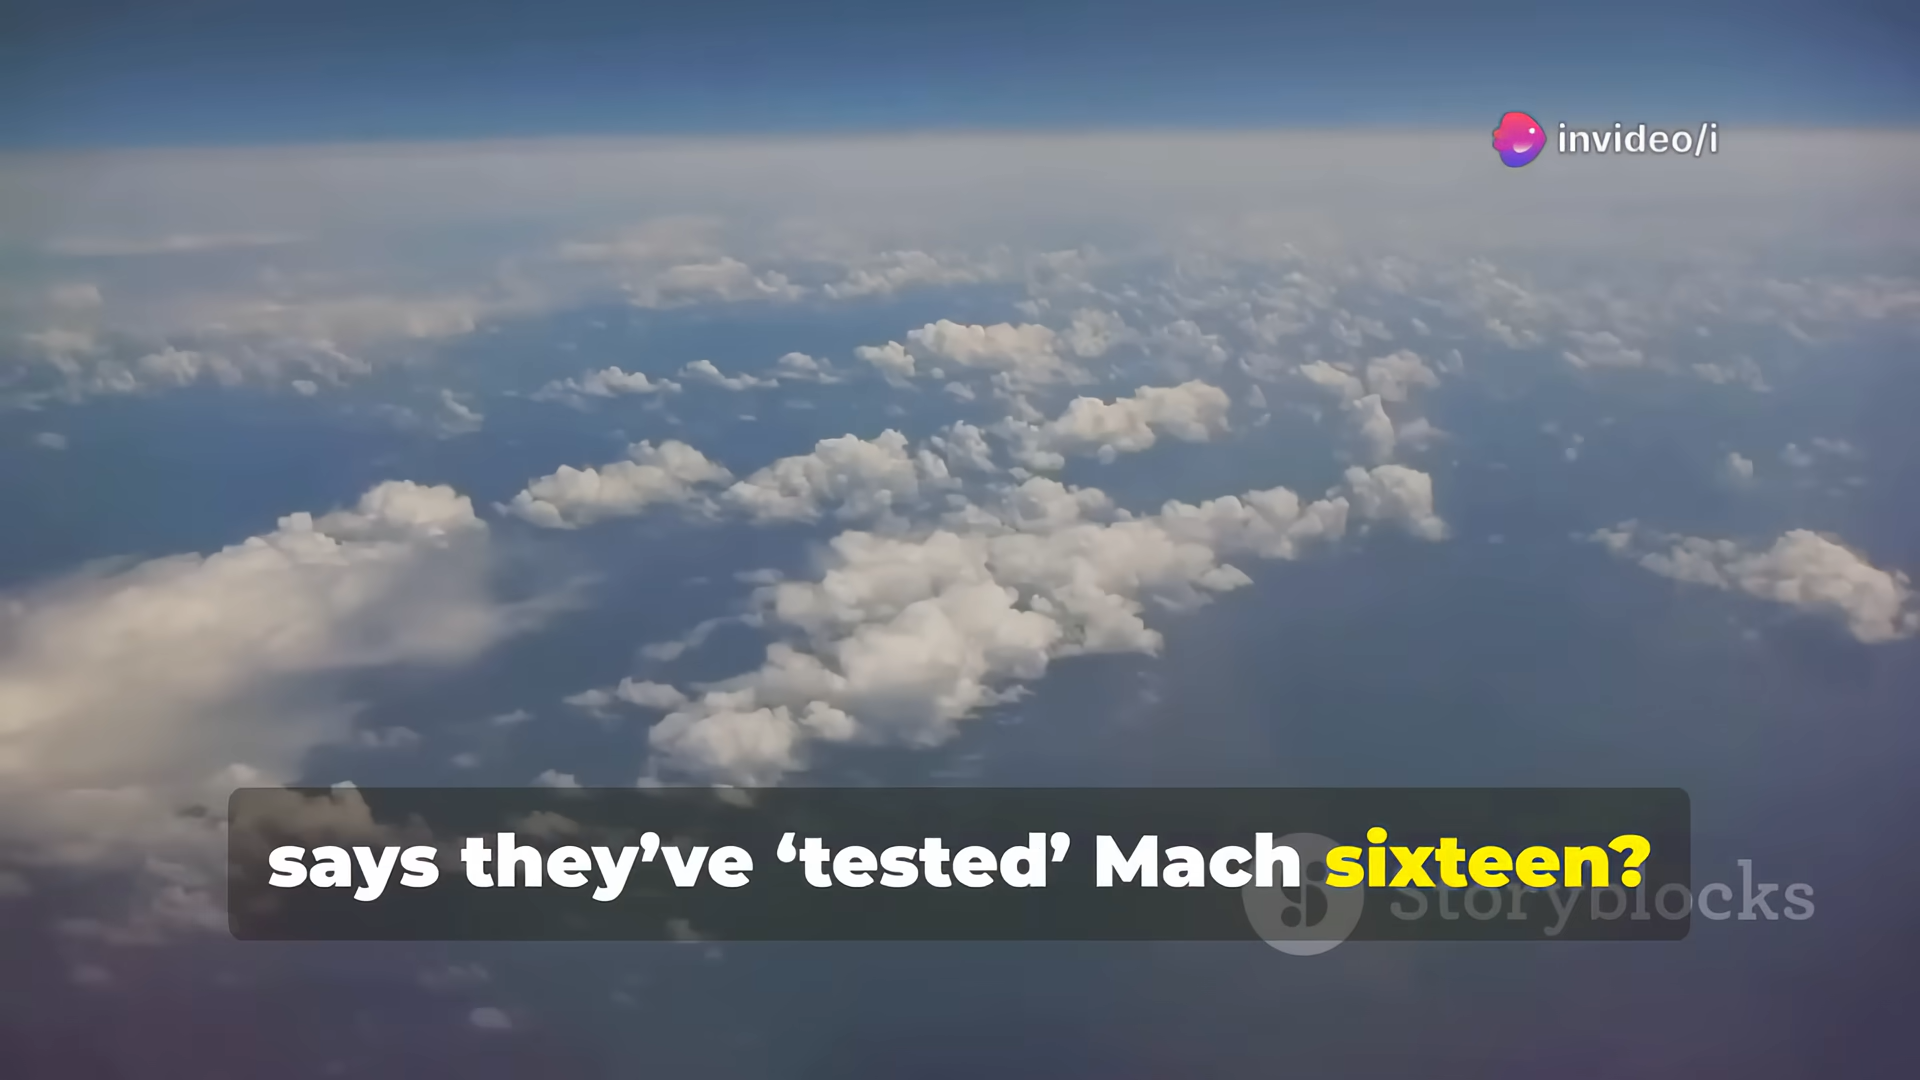 invideo/i
says they’ve ‘tested’ Mach sixteen?
Storyblocks